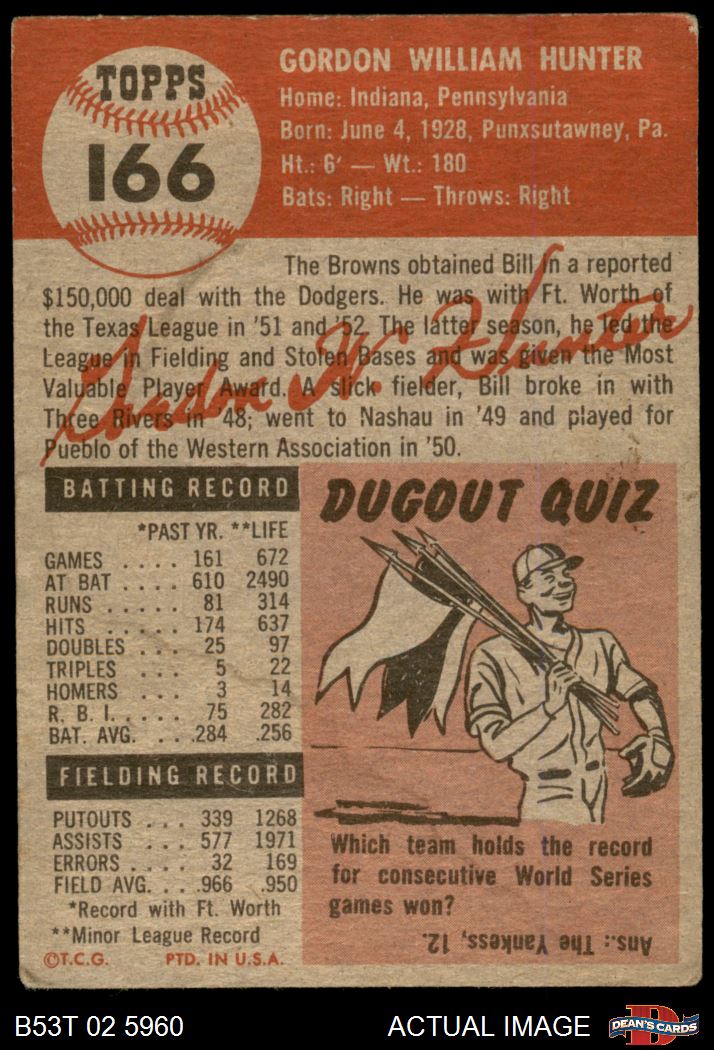 TOPPS
166
GORDON WILLIAM HUNTER
Home: Indiana, Pennsylvania
Born: June 4, 1928, Punxsutawney, Pa.
Ht.: 6' — Wt.: 180
Bats: Right — Throws: Right
The Browns obtained Bill in a reported
$150,000 deal with the Dodgers. He was with Ft. Worth of
the Texas League in '51 and '52. The latter season, he led the
League in Fielding and Stolen Bases and was given the Most
Valuable Player Award. A slick fielder, Bill broke in with
Three Rivers in '48; went to Nashau in '49 and played for
Pueblo of the Western Association in '50.
Gordon W. Hunter
BATTING RECORD
*PAST YR. **LIFE
GAMES . . . . 161 672
AT BAT . . . . 610 2490
RUNS . . . . . 81 314
HITS . . . . . 174 637
DOUBLES . . . 25 97
TRIPLES . . . 5 22
HOMERS . . . 3 14
R. B. I. . . . . 75 282
BAT. AVG. . . .284 .256
FIELDING RECORD
PUTOUTS . . . 339 1268
ASSISTS . . . 577 1971
ERRORS . . . 32 169
FIELD AVG. . . .966 .950
*Record with Ft. Worth
**Minor League Record
©T.C.G. PTD. IN U.S.A.
DUGOUT QUIZ
Which team holds the record
for consecutive World Series
games won?
Ans.: The Yankess, 12.
B53T 02 5960
ACTUAL IMAGE
D
DEAN'S CARDS